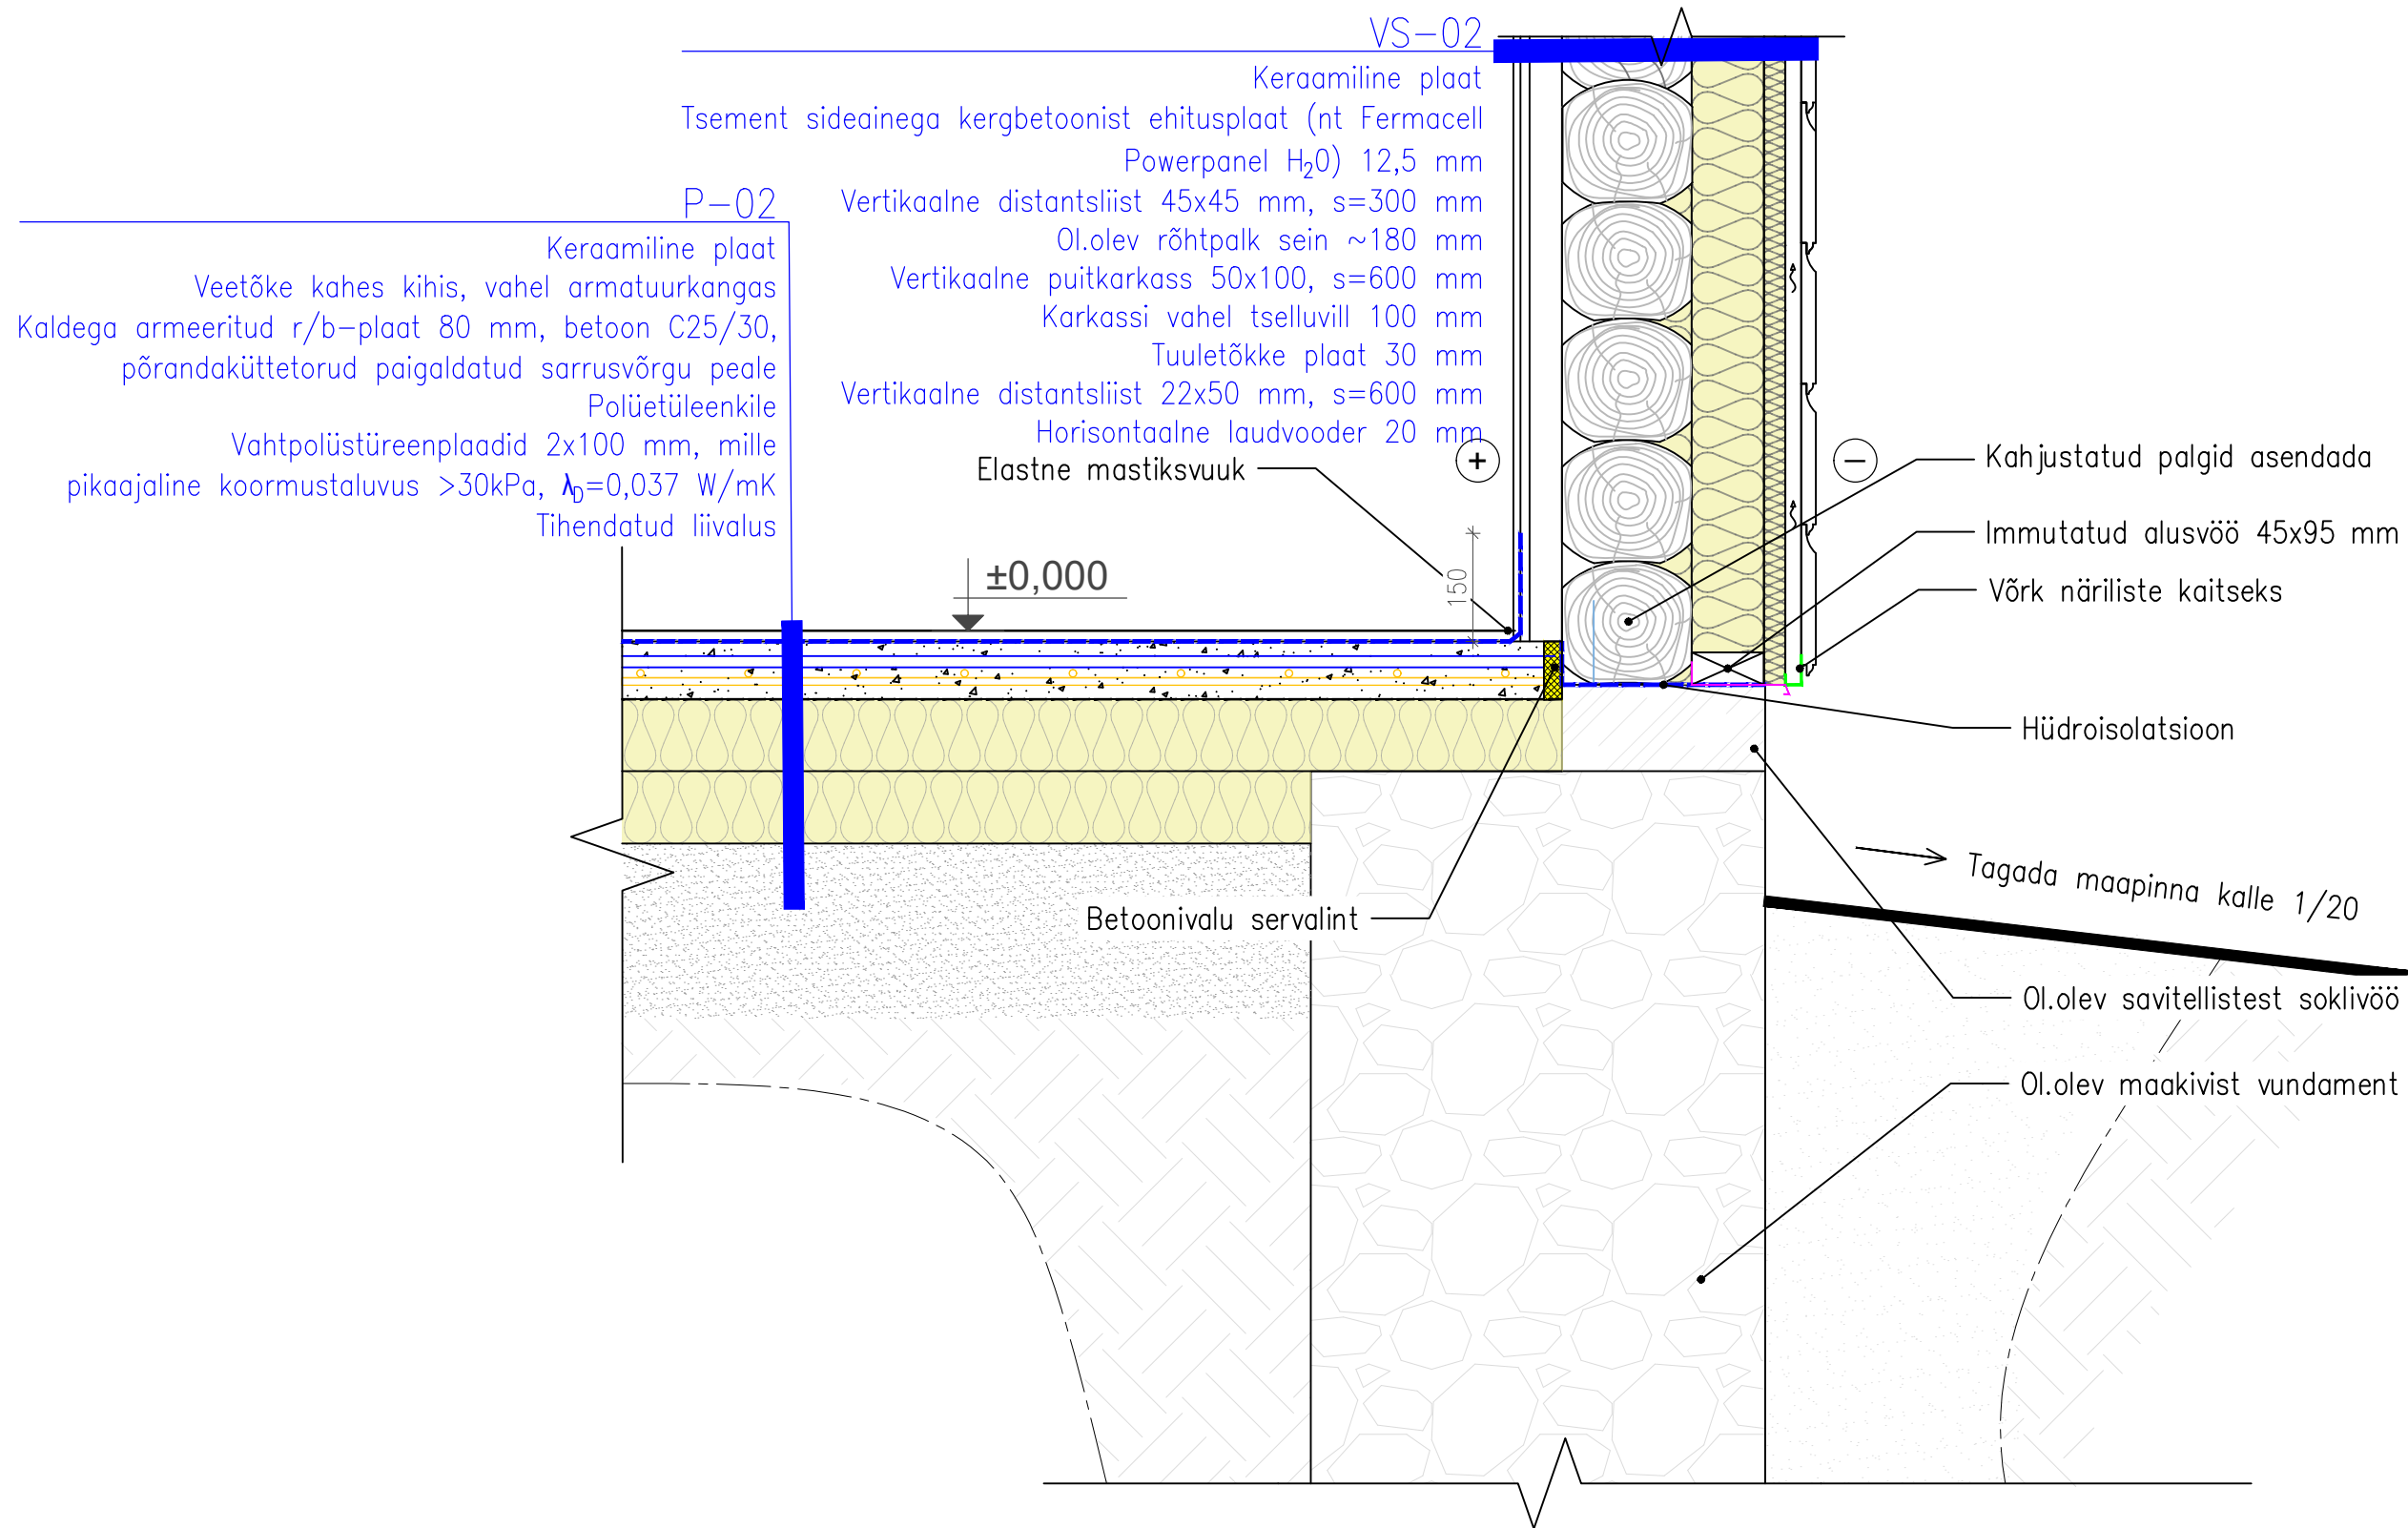 VS-02
Keraamiline plaat
Tsement sideainega kergbetoonist ehitusplaat (nt Fermacell
Powerpanel H₂0) 12,5 mm
Vertikaalne distantsliist 45x45 mm, s=300 mm
Ol.olev rõhtpalk sein ~180 mm
Vertikaalne puitkarkass 50x100, s=600 mm
Karkassi vahel tselluvill 100 mm
Tuuletõkke plaat 30 mm
Vertikaalne distantsliist 22x50 mm, s=600 mm
Horisontaalne laudvooder 20 mm
P-02
Keraamiline plaat
Veetõke kahes kihis, vahel armatuurkangas
Kaldega armeeritud r/b-plaat 80 mm, betoon C25/30,
põrandaküttetorud paigaldatud sarrusvõrgu peale
Polüetüleenkile
Vahtpolüstüreenplaadid 2x100 mm, mille
pikaajaline koormustaluvus >30kPa, λD=0,037 W/mK
Tihendatud liivalus
Elastne mastiksvuuk
+
−
±0,000
150
Kahjustatud palgid asendada
Immutatud alusvöö 45x95 mm
Võrk näriliste kaitseks
Hüdroisolatsioon
Tagada maapinna kalle 1/20
Betoonivalu servalint
Ol.olev savitellistest soklivöö
Ol.olev maakivist vundament